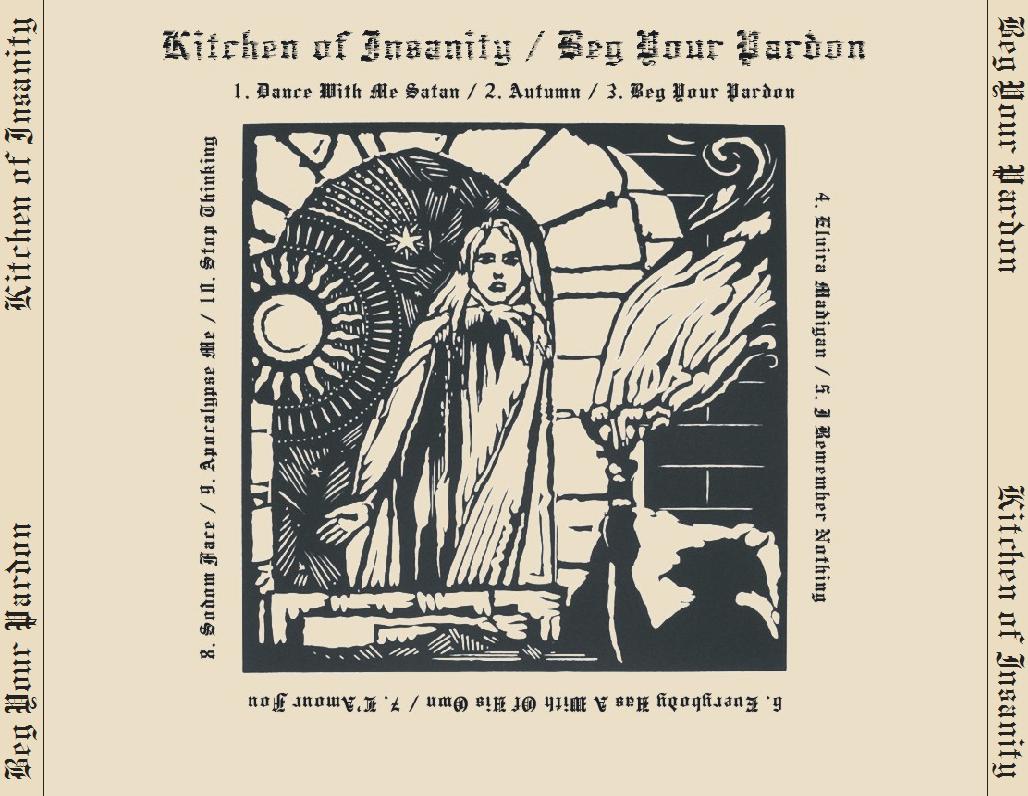 Kitchen of Insanity / Beg Your Pardon
1. Dance With Me Satan / 2. Autumn / 3. Beg Your Pardon
4. Elvira Madigan / 5. I Remember Nothing
6. Everybody Has A With Of His Own / 7. L'Amour Fou
8. Sodom Face / 9. Apocalypse Me / 10. Stop Thinking
Kitchen of Insanity
Beg Your Pardon
Beg Your Pardon
Kitchen of Insanity